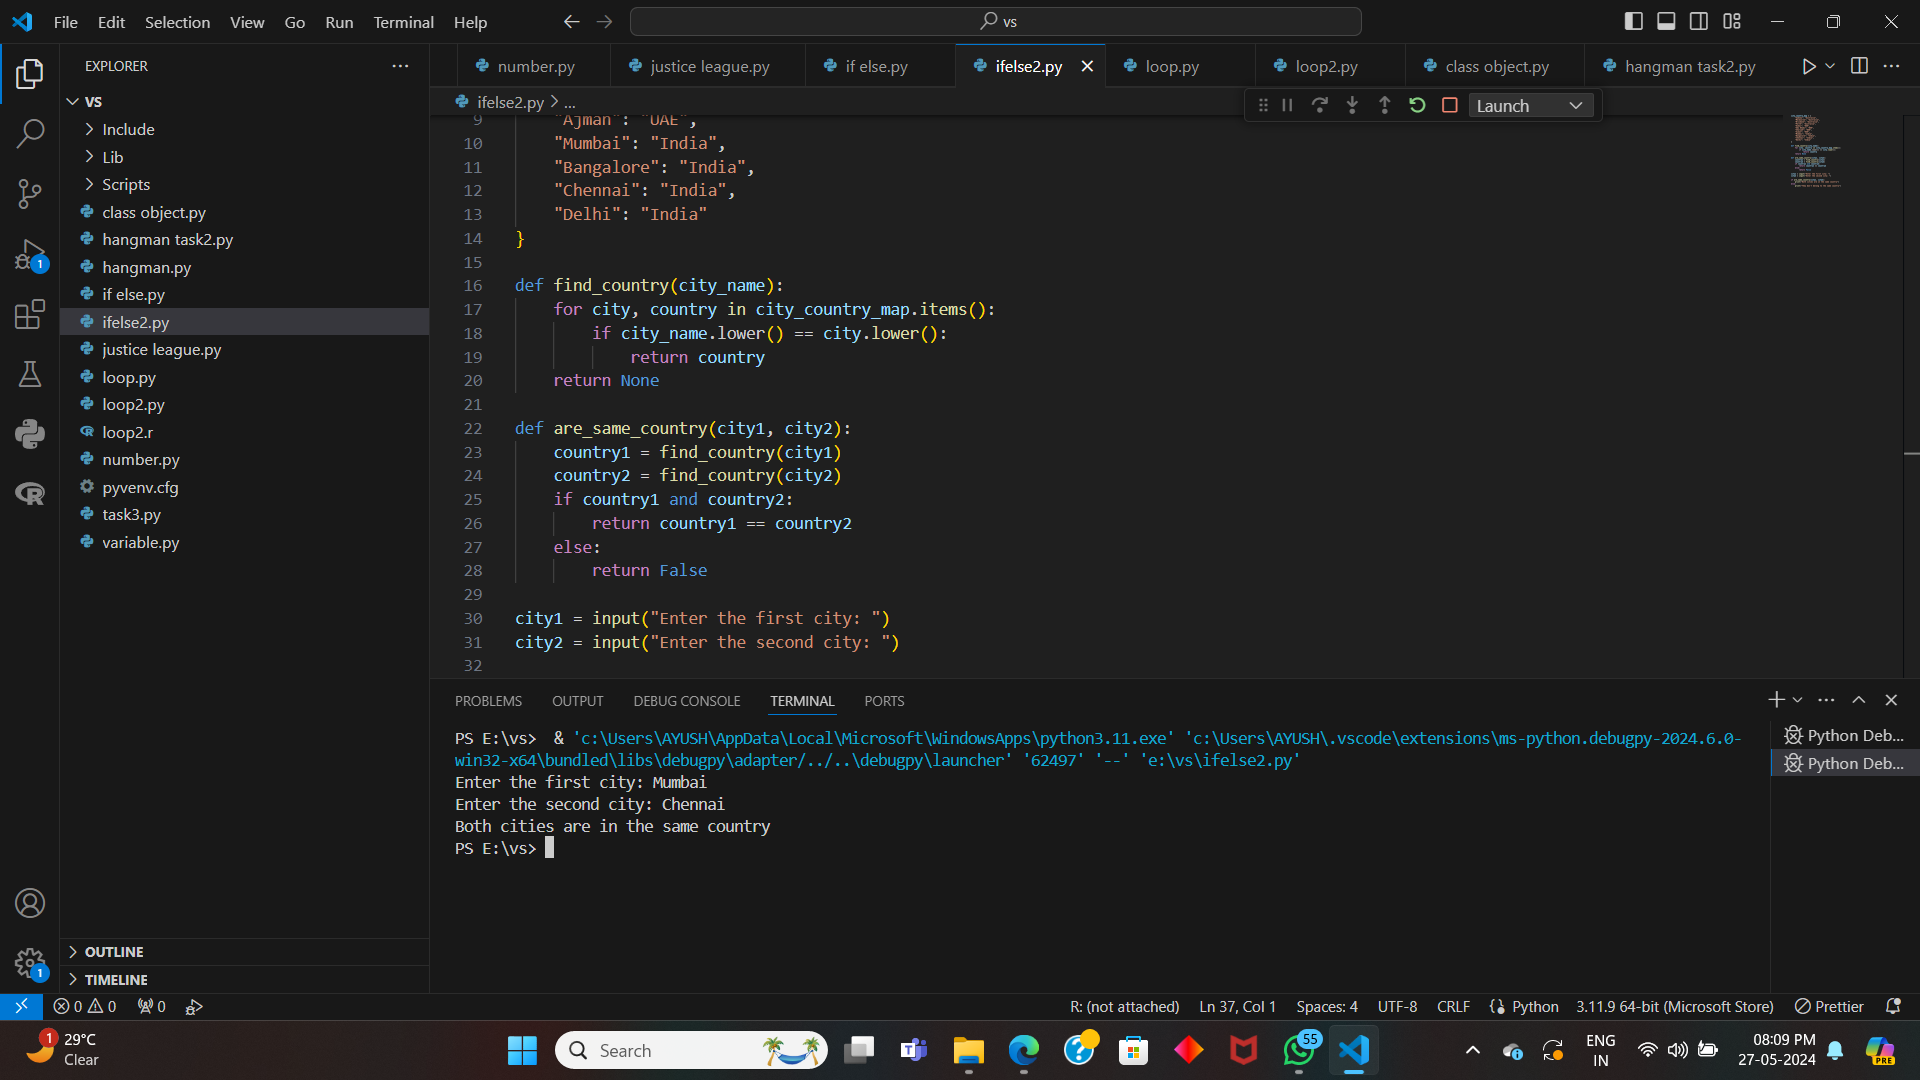 File Edit Selection View Go Run Terminal Help
vs
EXPLORER
VS
Include
Lib
Scripts
class object.py
hangman task2.py
hangman.py
if else.py
ifelse2.py
justice league.py
loop.py
loop2.py
loop2.r
number.py
pyvenv.cfg
task3.py
variable.py
OUTLINE
TIMELINE
number.py justice league.py if else.py ifelse2.py loop.py loop2.py class object.py hangman task2.py
ifelse2.py > ...
Launch
9 "Ajman": "UAE",
10 "Mumbai": "India",
11 "Bangalore": "India",
12 "Chennai": "India",
13 "Delhi": "India"
14 }
15
16 def find_country(city_name):
17 for city, country in city_country_map.items():
18 if city_name.lower() == city.lower():
19 return country
20 return None
21
22 def are_same_country(city1, city2):
23 country1 = find_country(city1)
24 country2 = find_country(city2)
25 if country1 and country2:
26 return country1 == country2
27 else:
28 return False
29
30 city1 = input("Enter the first city: ")
31 city2 = input("Enter the second city: ")
32
PROBLEMS OUTPUT DEBUG CONSOLE TERMINAL PORTS
PS E:\vs>  & 'c:\Users\AYUSH\AppData\Local\Microsoft\WindowsApps\python3.11.exe' 'c:\Users\AYUSH\.vscode\extensions\ms-python.debugpy-2024.6.0-
win32-x64\bundled\libs\debugpy\adapter/../..\debugpy\launcher' '62497' '--' 'e:\vs\ifelse2.py'
Enter the first city: Mumbai
Enter the second city: Chennai
Both cities are in the same country
PS E:\vs>
Python Deb...
Python Deb...
1
1
0 0 0
R: (not attached) Ln 37, Col 1 Spaces: 4 UTF-8 CRLF Python 3.11.9 64-bit (Microsoft Store) Prettier
1
29°C
Clear
Search
55
ENG
IN
08:09 PM
27-05-2024
PRE